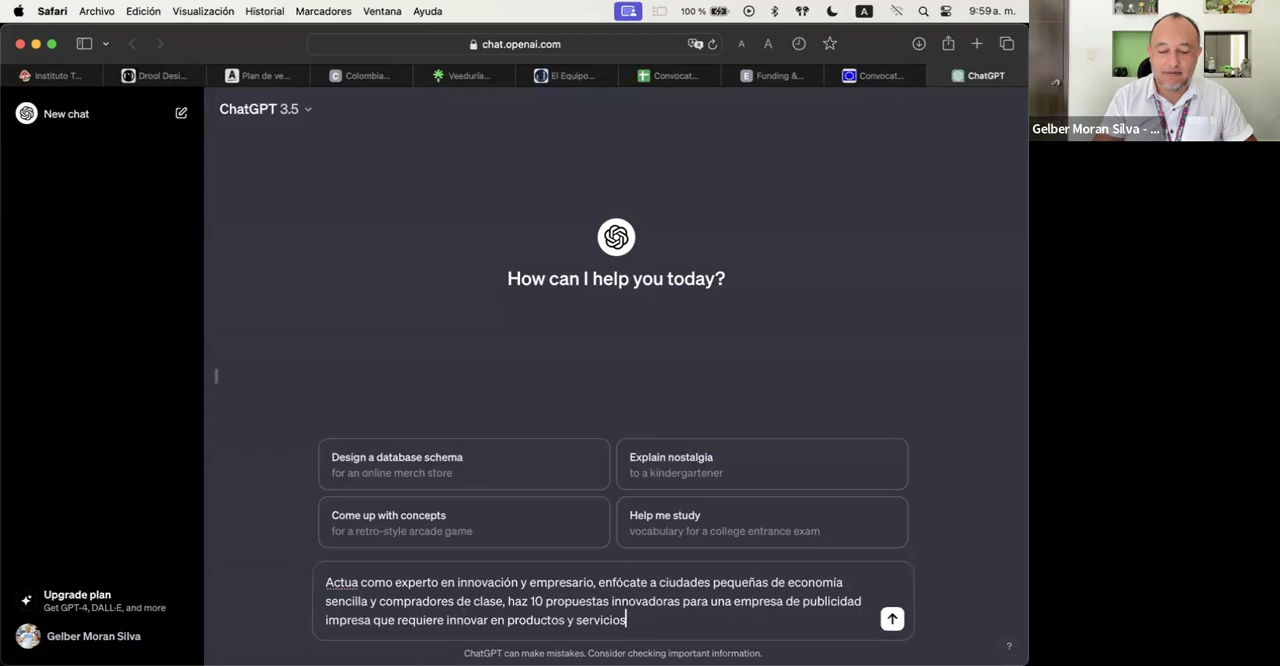 Safari Archivo Edición Visualización Historial Marcadores Ventana Ayuda 100 % A 9:59 a. m.
chat.openai.com A A
Instituto T... Drool Desi... A Plan de ve... C Colombia... Veeduría... El Equipo... Convocat... E Funding &... Convocat... ChatGPT
New chat
ChatGPT 3.5
Gelber Moran Silva - ...
How can I help you today?
Design a database schema
for an online merch store
Explain nostalgia
to a kindergartener
Come up with concepts
for a retro-style arcade game
Help me study
vocabulary for a college entrance exam
Actua como experto en innovación y empresario, enfócate a ciudades pequeñas de economía
sencilla y compradores de clase, haz 10 propuestas innovadoras para una empresa de publicidad
impresa que requiere innovar en productos y servicios
Upgrade plan
Get GPT-4, DALL·E, and more
Gelber Moran Silva
ChatGPT can make mistakes. Consider checking important information.
?